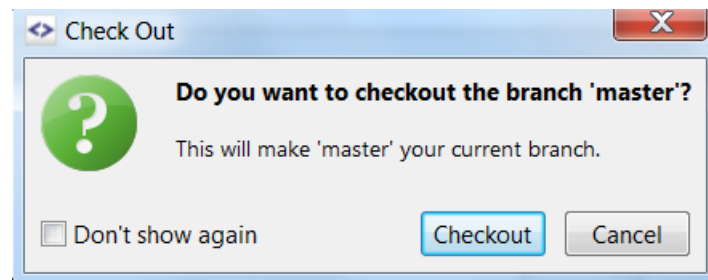 Check Out
Do you want to checkout the branch 'master'?
This will make 'master' your current branch.
Don't show again
Checkout
Cancel